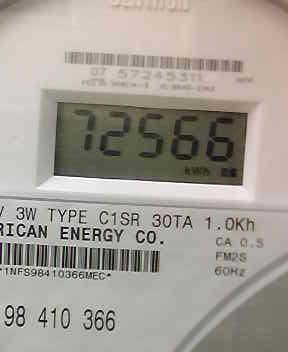 07 57245311
72566
kWh
V 3W TYPE C1SR 30TA 1.0Kh
RICAN ENERGY CO.
CA 0.5
FM2S
60Hz
*1NFS98410366MEC*
98 410 366